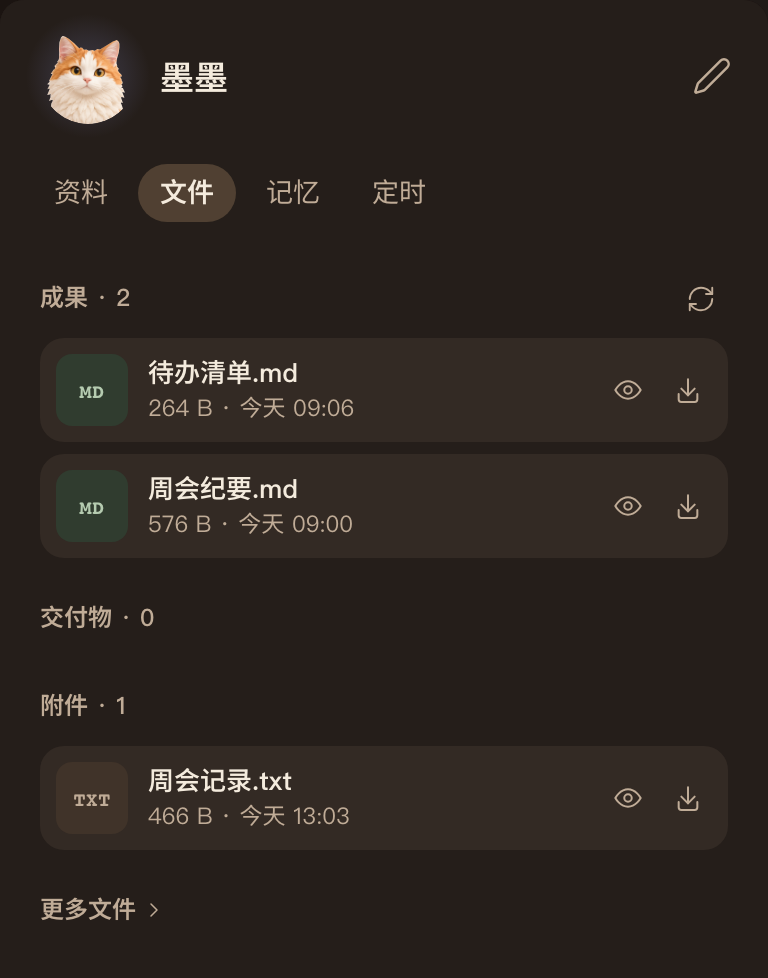 墨墨
资料 文件 记忆 定时
成果 · 2
MD
待办清单.md
264 B · 今天 09:06
MD
周会纪要.md
576 B · 今天 09:00
交付物 · 0
附件 · 1
TXT
周会记录.txt
466 B · 今天 13:03
更多文件 >